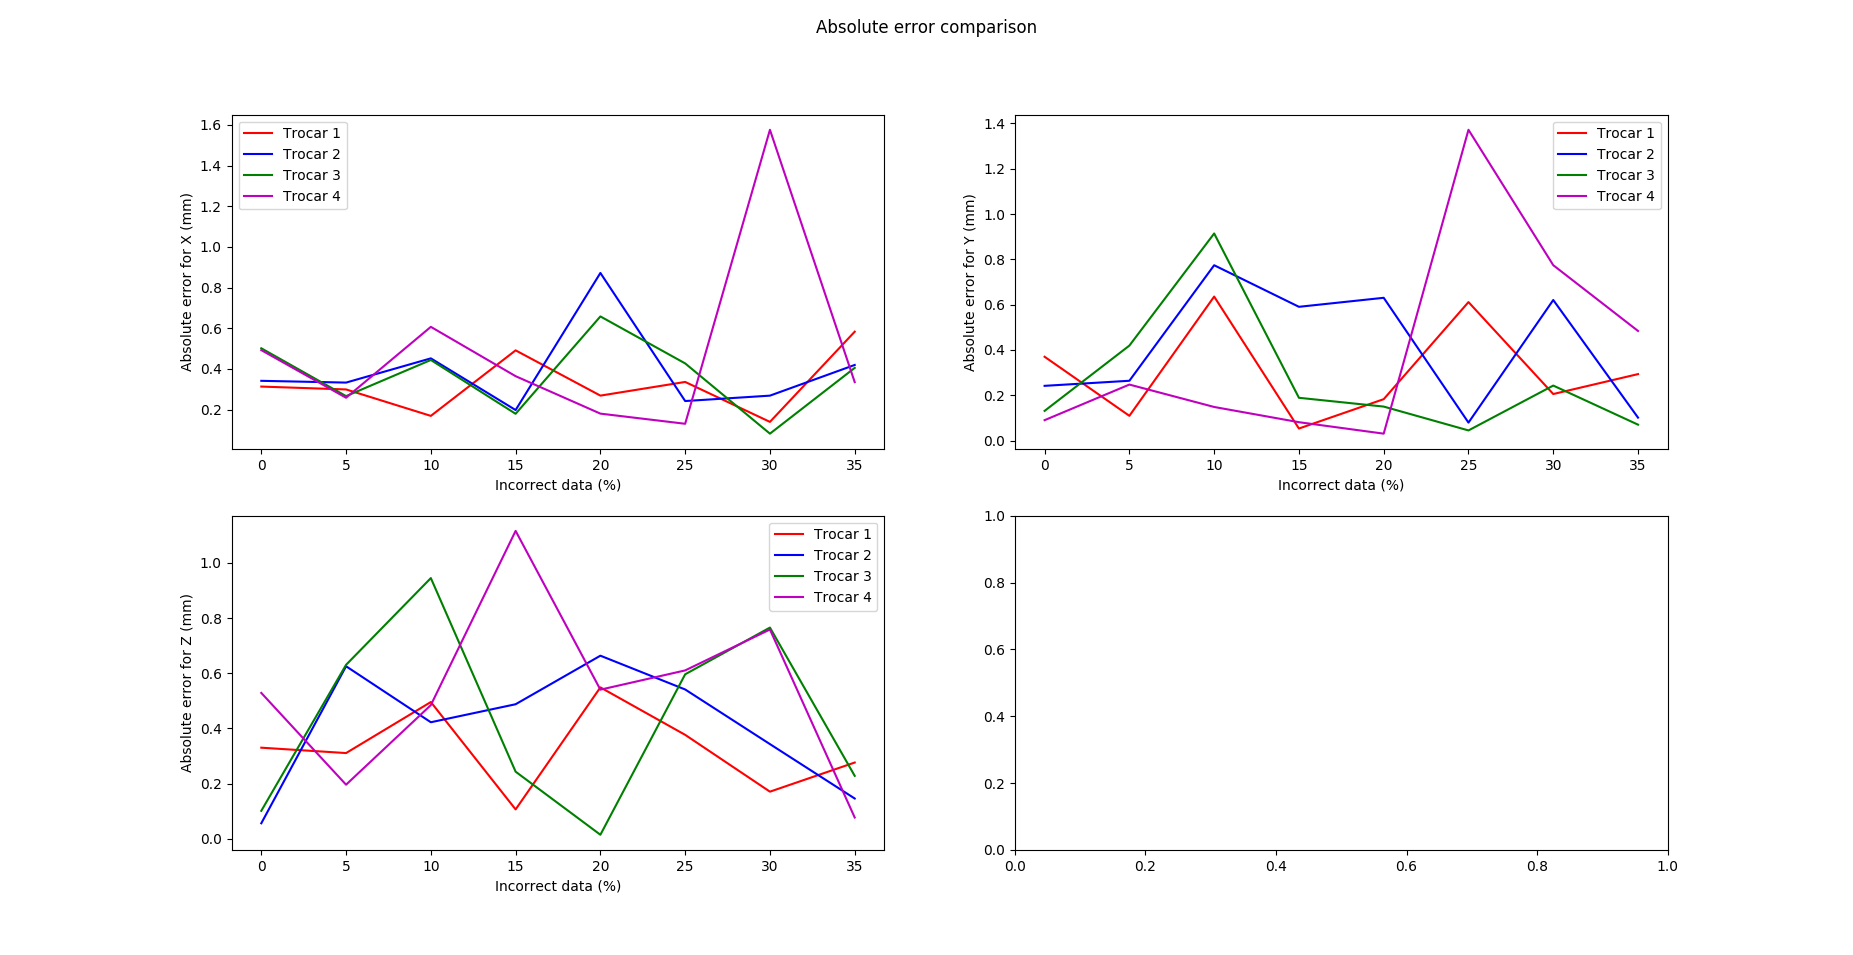 Absolute error comparison
Absolute error for X (mm)
1.6
1.4
1.2
1.0
0.8
0.6
0.4
0.2
Trocar 1
Trocar 2
Trocar 3
Trocar 4
0 5 10 15 20 25 30 35
Incorrect data (%)
Absolute error for Y (mm)
1.4
1.2
1.0
0.8
0.6
0.4
0.2
0.0
Trocar 1
Trocar 2
Trocar 3
Trocar 4
0 5 10 15 20 25 30 35
Incorrect data (%)
Absolute error for Z (mm)
1.0
0.8
0.6
0.4
0.2
0.0
Trocar 1
Trocar 2
Trocar 3
Trocar 4
0 5 10 15 20 25 30 35
Incorrect data (%)
1.0
0.8
0.6
0.4
0.2
0.0
0.0 0.2 0.4 0.6 0.8 1.0